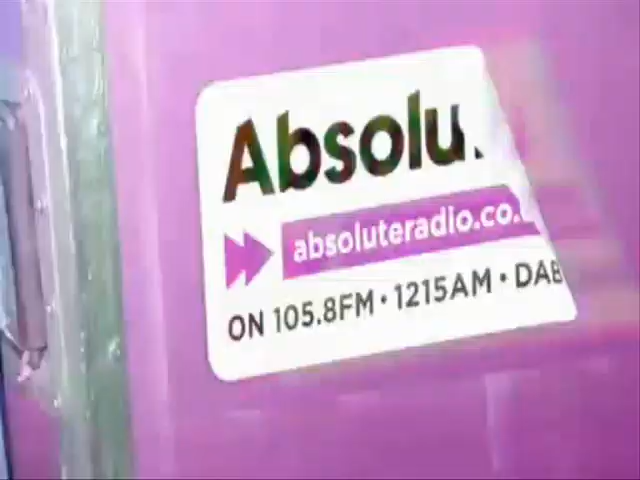 Absolu.
absoluteradio.co.
ON 105.8FM • 1215AM • DAB